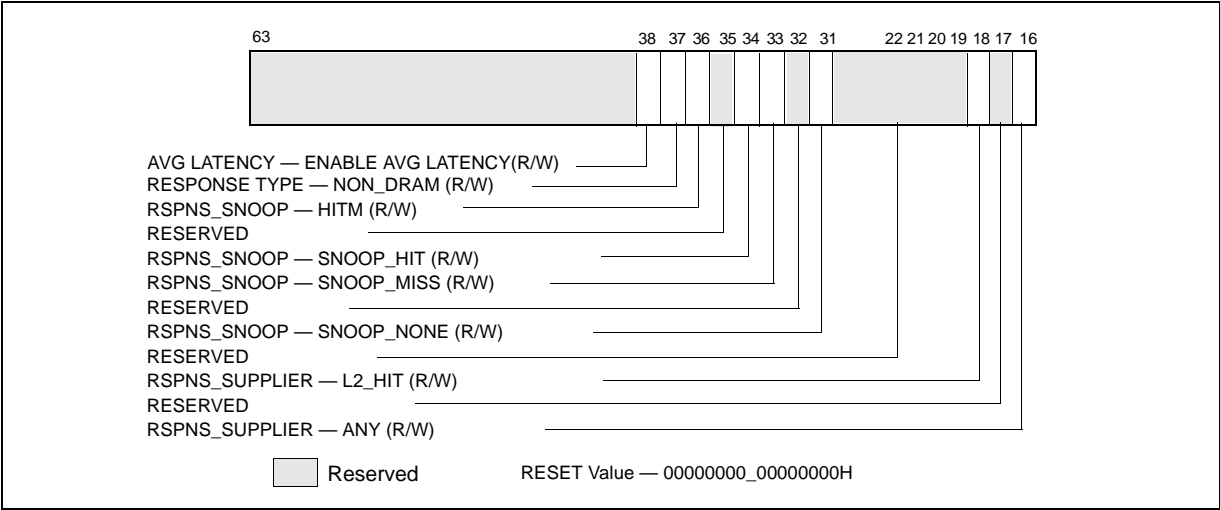 63 38 37 36 35 34 33 32 31 22 21 20 19 18 17 16
AVG LATENCY — ENABLE AVG LATENCY(R/W)
RESPONSE TYPE — NON_DRAM (R/W)
RSPNS_SNOOP — HITM (R/W)
RESERVED
RSPNS_SNOOP — SNOOP_HIT (R/W)
RSPNS_SNOOP — SNOOP_MISS (R/W)
RESERVED
RSPNS_SNOOP — SNOOP_NONE (R/W)
RESERVED
RSPNS_SUPPLIER — L2_HIT (R/W)
RESERVED
RSPNS_SUPPLIER — ANY (R/W)
Reserved RESET Value — 00000000_00000000H